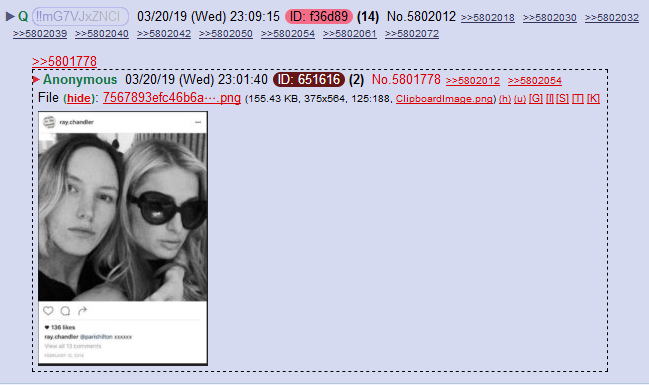 Q !!mG7VJxZNCI 03/20/19 (Wed) 23:09:15 ID: f36d89 (14) No.5802012 >>5802018 >>5802030 >>5802032
>>5802039 >>5802040 >>5802042 >>5802050 >>5802054 >>5802061 >>5802072
>>5801778
Anonymous 03/20/19 (Wed) 23:01:40 ID: 651616 (2) No.5801778 >>5802012 >>5802054
File (hide): 7567893efc46b6a⋯.png (155.43 KB, 375x564, 125:188, ClipboardImage.png) (h) (u) [G] [I] [S] [T] [K]
ray.chandler
136 likes
ray.chandler @parishilton xxxxxx
View all 13 comments
FEBRUARY